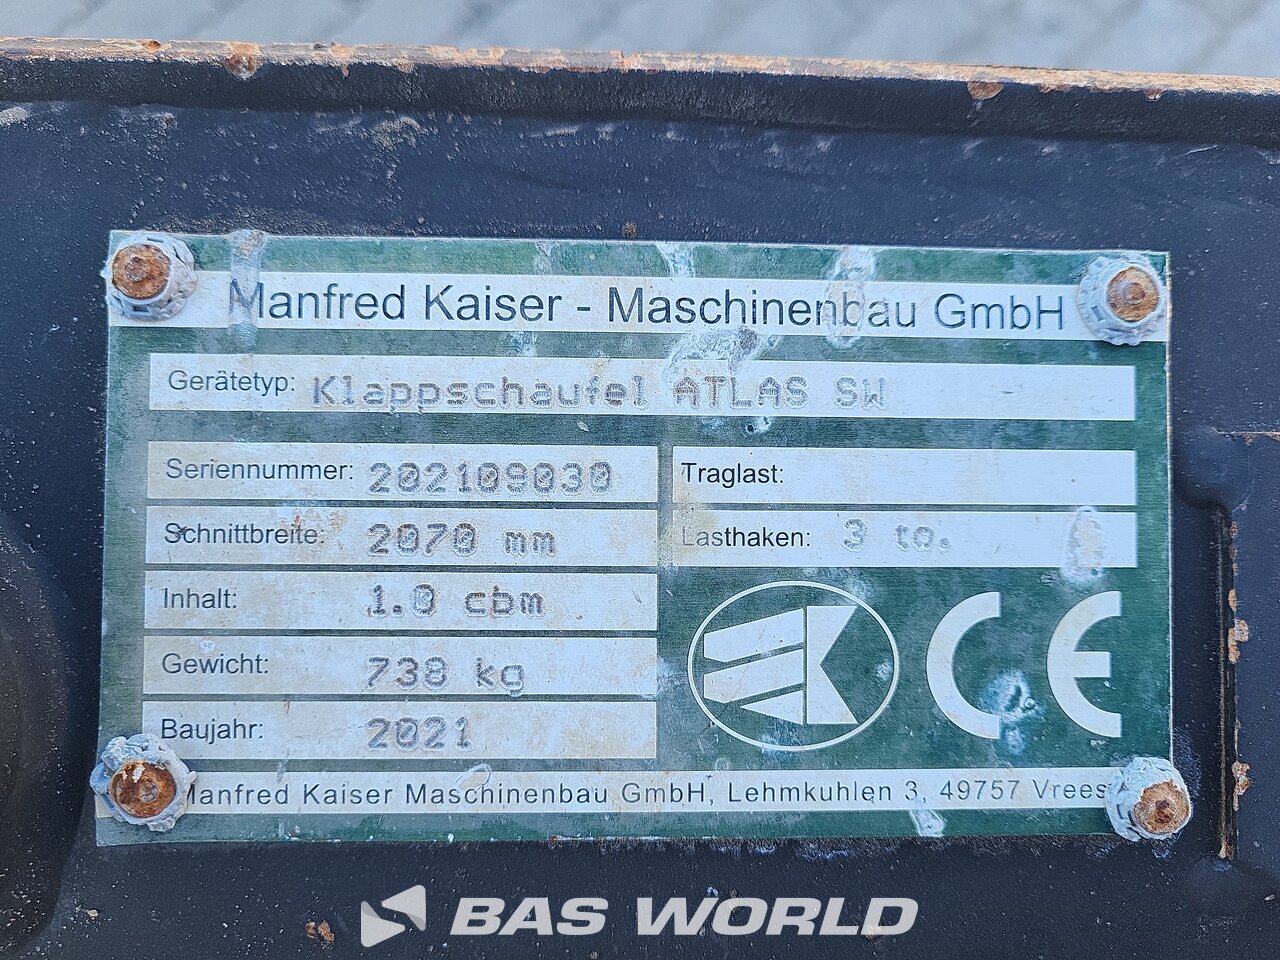 Manfred Kaiser - Maschinenbau GmbH
Gerätetyp: Klappschaufel ATLAS SW
Seriennummer: 202109030
Traglast:
Schnittbreite: 2070 mm
Lasthaken: 3 to.
Inhalt: 1.0 cbm
Gewicht: 738 kg
Baujahr: 2021
CE
Manfred Kaiser Maschinenbau GmbH, Lehmkuhlen 3, 49757 Vrees
BAS WORLD